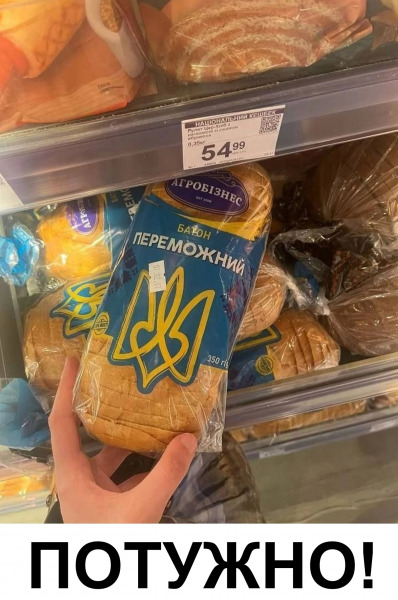 НАЦІОНАЛЬНИЙ КЕШБЕК
54 99
АГРОБІЗНЕС
БАТОН
ПЕРЕМОЖНИЙ
350 г
ПОТУЖНО!